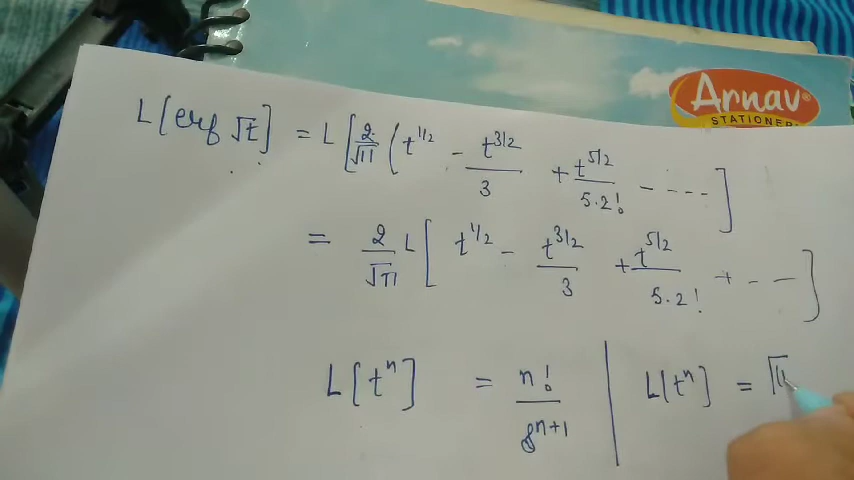 Arnav
STATIONER
L[erf √t] = L[2/√π (t^1/2 - t^3/2/3 + t^5/2/5.2! - ----]
= 2/√π L[t^1/2 - t^3/2/3 + t^5/2/5.2! + - --]
L[t^n] = n!/s^n+1 | L[t^n] = Γ